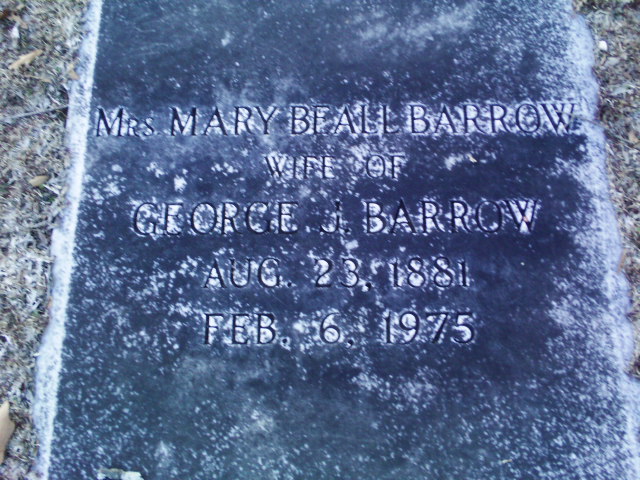 Mrs. MARY BEALL BARROW
WIFE OF
GEORGE J. BARROW
AUG. 23, 1881
FEB. 6, 1975